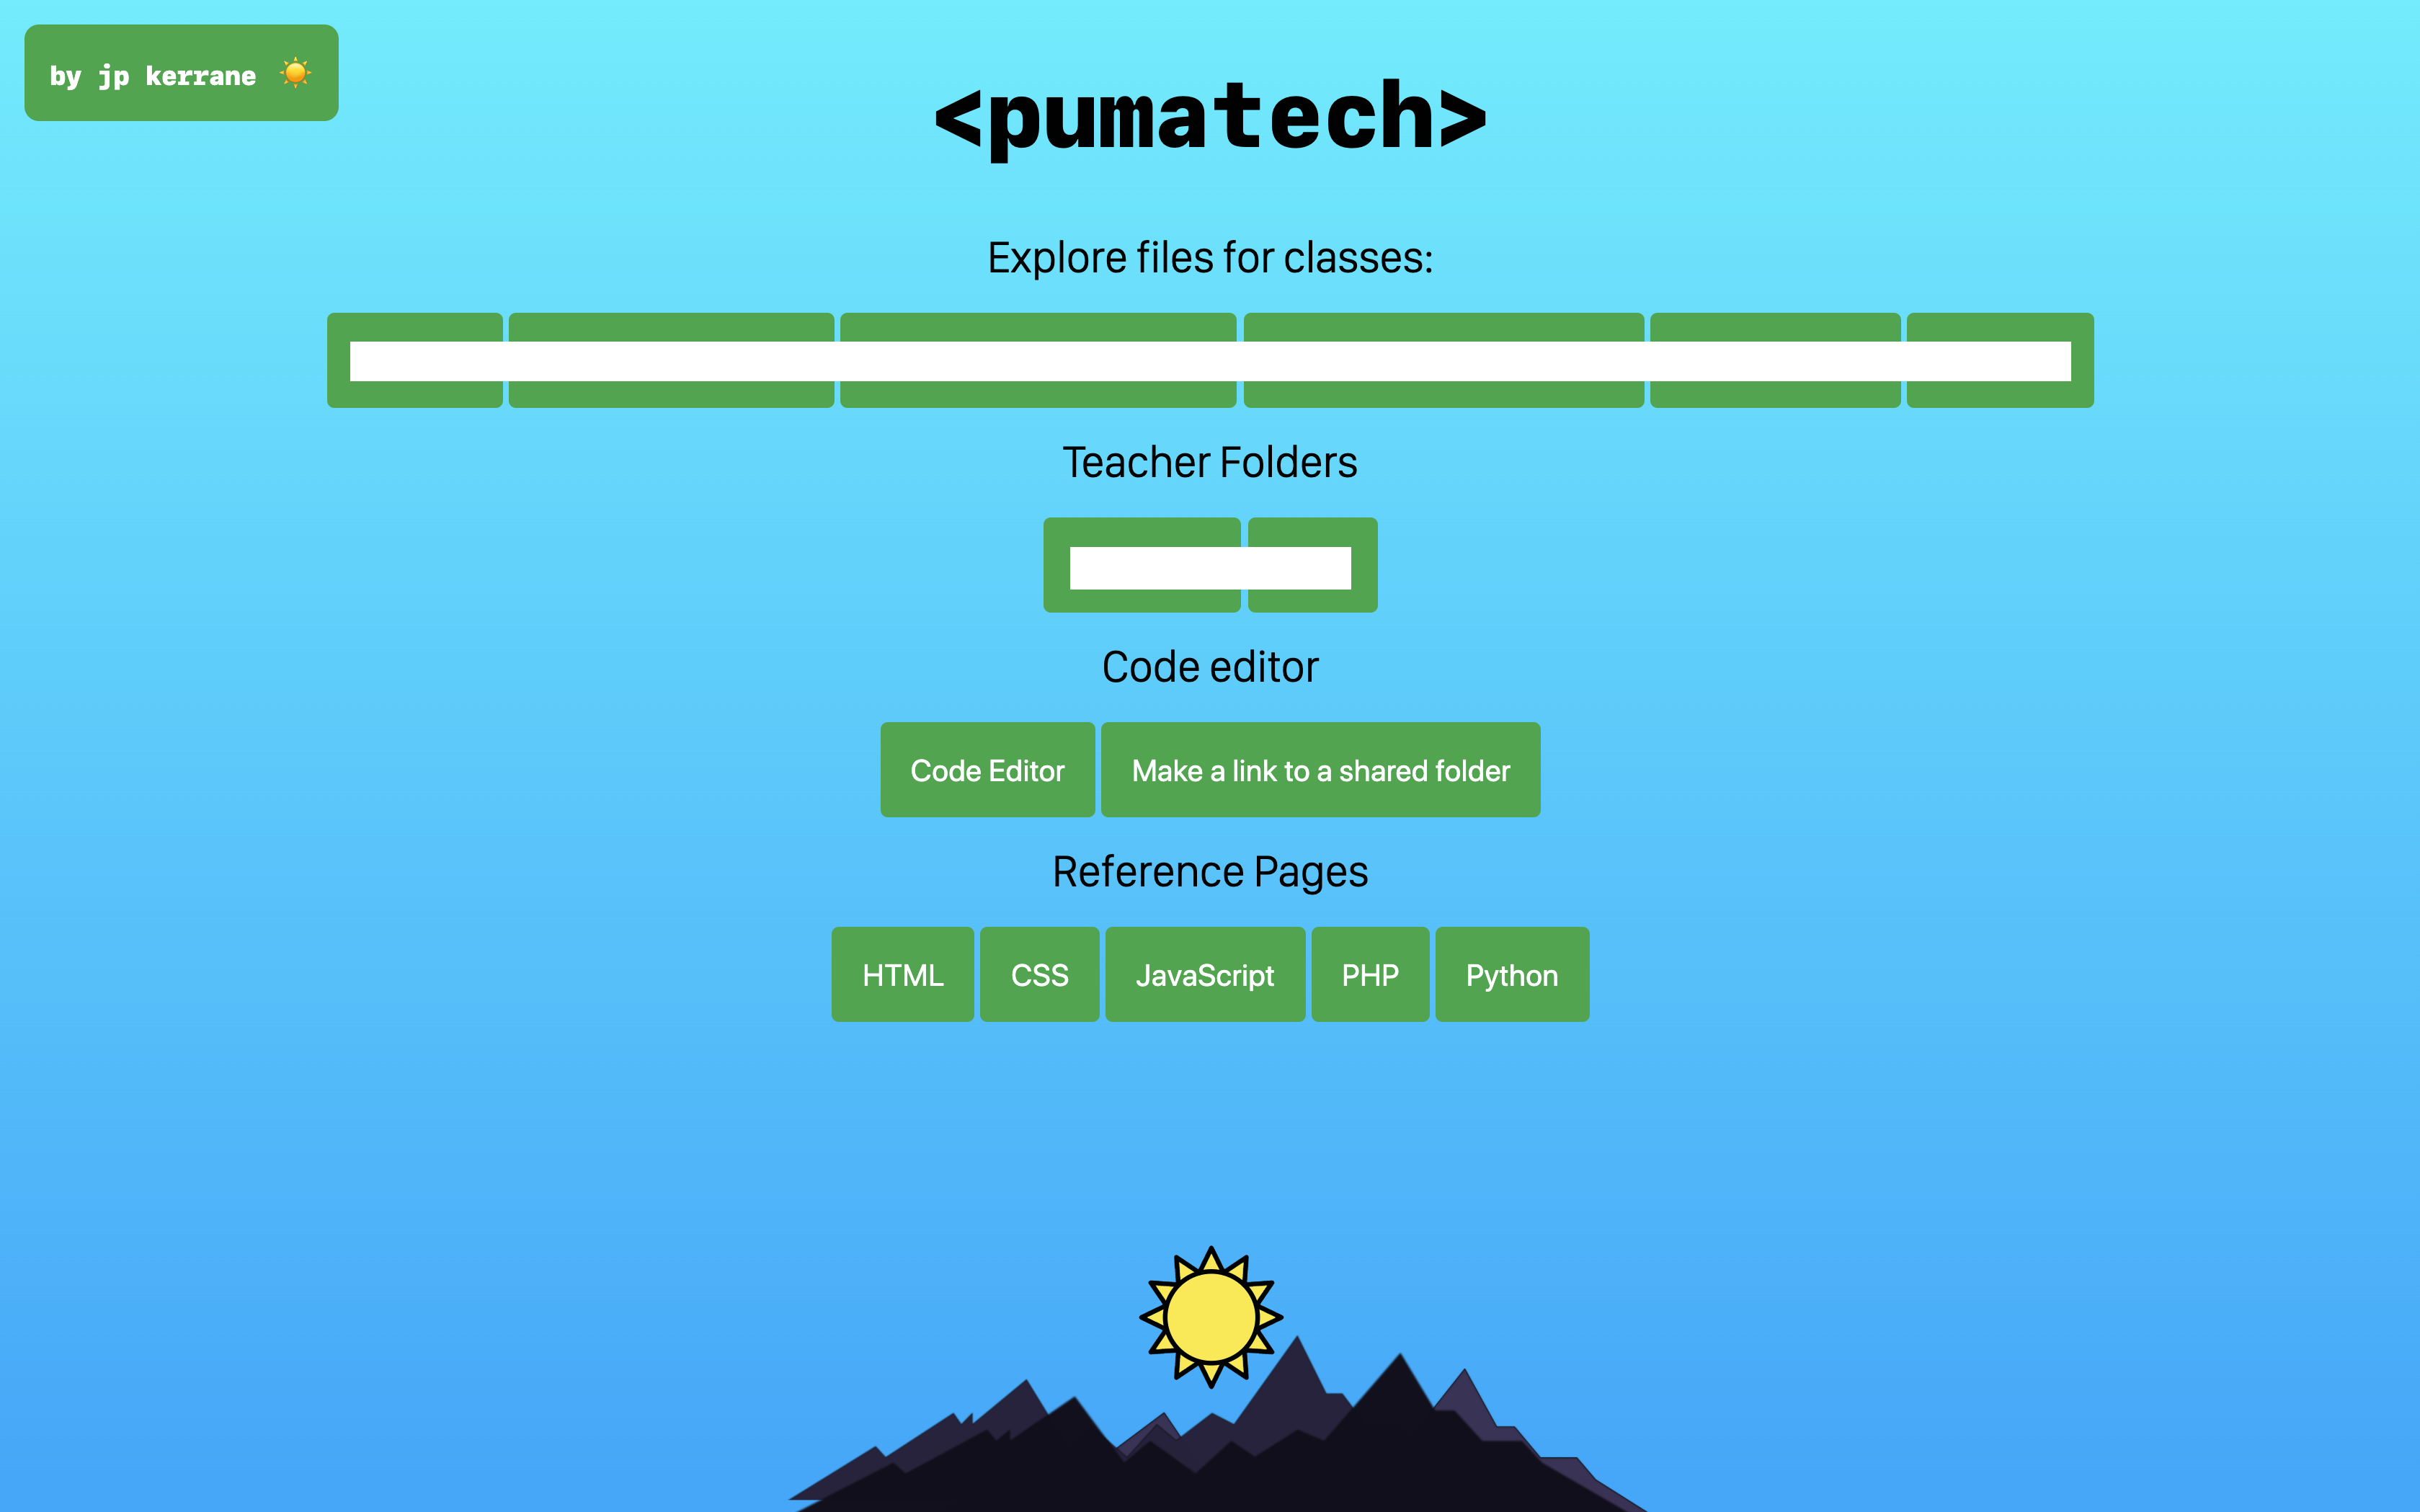 by jp kerrane ☀️
<pumatech>
Explore files for classes:
Teacher Folders
Code editor
Code Editor
Make a link to a shared folder
Reference Pages
HTML
CSS
JavaScript
PHP
Python